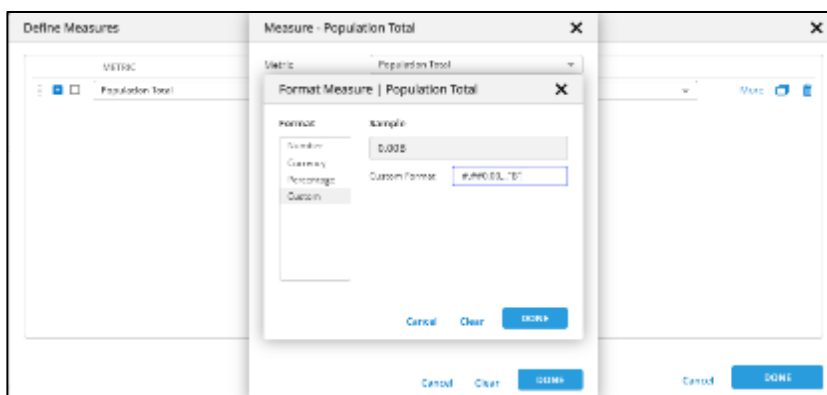 Define Measures
METRIC
Population Total
More
Cancel
DONE
Measure - Population Total
Metric
Population Total
Cancel
Clear
DONE
Format Measure | Population Total
Format
Number
Currency
Percentage
Custom
Sample
0.00B
Custom Format
Cancel
Clear
DONE